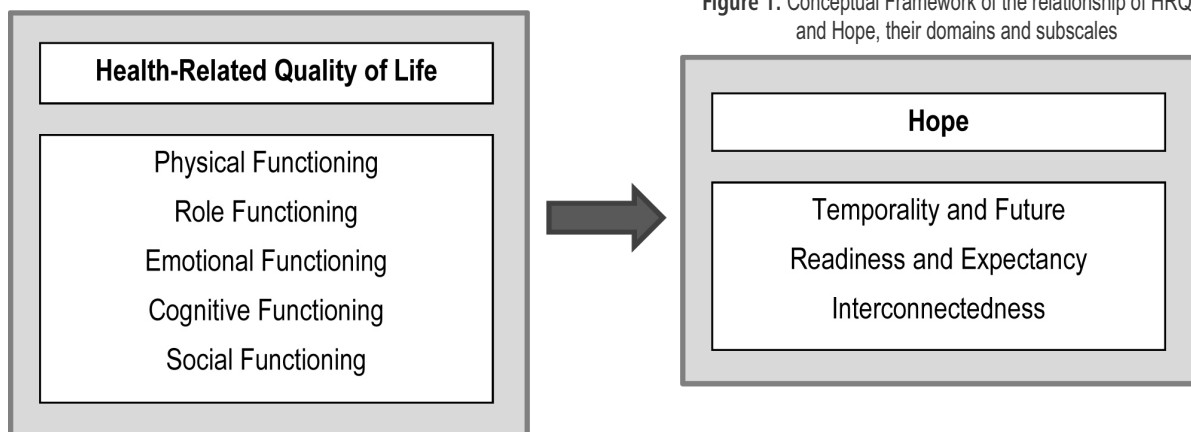 Figure 1. Conceptual Framework of the relationship of HRQ
and Hope, their domains and subscales
Health-Related Quality of Life
Physical Functioning
Role Functioning
Emotional Functioning
Cognitive Functioning
Social Functioning
Hope
Temporality and Future
Readiness and Expectancy
Interconnectedness